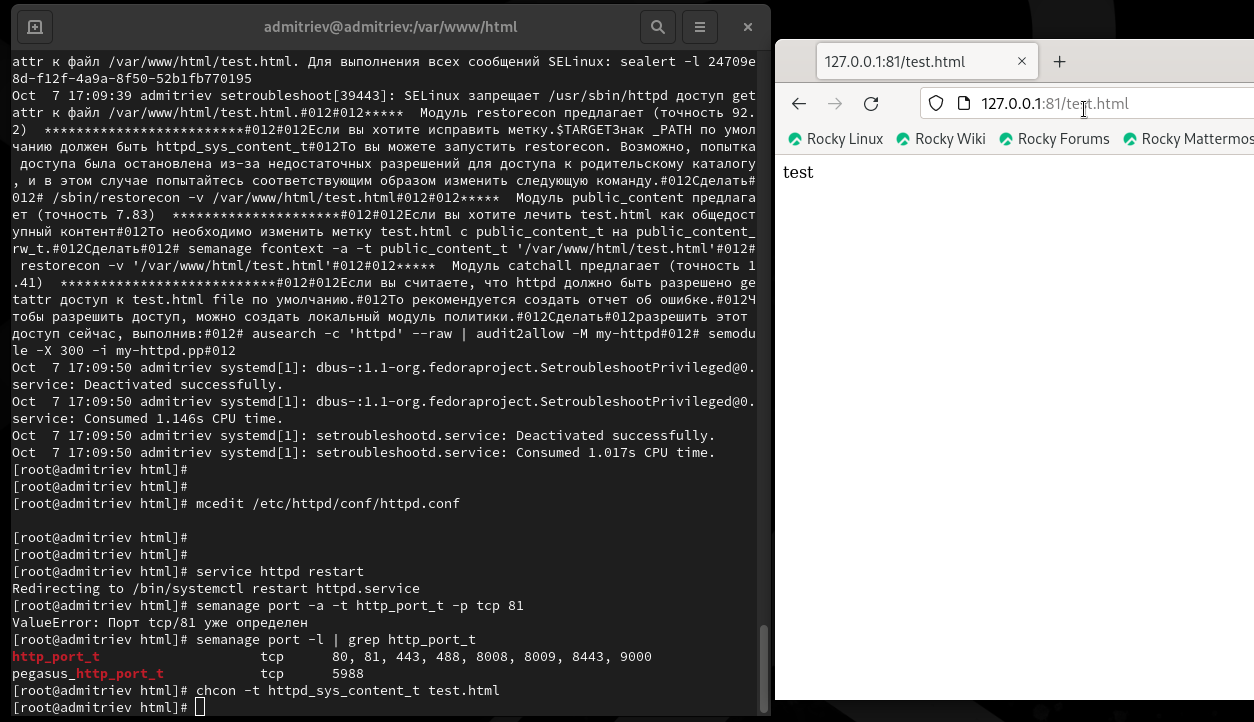 admitriev@admitriev:/var/www/html
attr к файл /var/www/html/test.html. Для выполнения всех сообщений SELinux: sealert -l 24709e
8d-f12f-4a9a-8f50-52b1fb770195
Oct  7 17:09:39 admitriev setroubleshoot[39443]: SELinux запрещает /usr/sbin/httpd доступ get
attr к файл /var/www/html/test.html.#012#012*****  Модуль restorecon предлагает (точность 92.
2)  *************************#012#012Если вы хотите исправить метку.$TARGETЗнак _PATH по умол
чанию должен быть httpd_sys_content_t#012То вы можете запустить restorecon. Возможно, попытка
 доступа была остановлена из-за недостаточных разрешений для доступа к родительскому каталогу
, и в этом случае попытайтесь соответствующим образом изменить следующую команду.#012Сделать#
012# /sbin/restorecon -v /var/www/html/test.html#012#012*****  Модуль public_content предлага
ет (точность 7.83)  *********************#012#012Если вы хотите лечить test.html как общедост
упный контент#012То необходимо изменить метку test.html с public_content_t на public_content_
rw_t.#012Сделать#012# semanage fcontext -a -t public_content_t '/var/www/html/test.html'#012#
 restorecon -v '/var/www/html/test.html'#012#012*****  Модуль catchall предлагает (точность 1
.41)  ***************************#012#012Если вы считаете, что httpd должно быть разрешено ge
tattr доступ к test.html file по умолчанию.#012То рекомендуется создать отчет об ошибке.#012Ч
тобы разрешить доступ, можно создать локальный модуль политики.#012Сделать#012разрешить этот 
доступ сейчас, выполнив:#012# ausearch -c 'httpd' --raw | audit2allow -M my-httpd#012# semodu
le -X 300 -i my-httpd.pp#012
Oct  7 17:09:50 admitriev systemd[1]: dbus-:1.1-org.fedoraproject.SetroubleshootPrivileged@0.
service: Deactivated successfully.
Oct  7 17:09:50 admitriev systemd[1]: dbus-:1.1-org.fedoraproject.SetroubleshootPrivileged@0.
service: Consumed 1.146s CPU time.
Oct  7 17:09:50 admitriev systemd[1]: setroubleshootd.service: Deactivated successfully.
Oct  7 17:09:50 admitriev systemd[1]: setroubleshootd.service: Consumed 1.017s CPU time.
[root@admitriev html]#
[root@admitriev html]#
[root@admitriev html]# mcedit /etc/httpd/conf/httpd.conf
[root@admitriev html]#
[root@admitriev html]#
[root@admitriev html]# service httpd restart
Redirecting to /bin/systemctl restart httpd.service
[root@admitriev html]# semanage port -a -t http_port_t -p tcp 81
ValueError: Порт tcp/81 уже определен
[root@admitriev html]# semanage port -l | grep http_port_t
http_port_t                    tcp      80, 81, 443, 488, 8008, 8009, 8443, 9000
pegasus_http_port_t            tcp      5988
[root@admitriev html]# chcon -t httpd_sys_content_t test.html
[root@admitriev html]#
127.0.0.1:81/test.html
127.0.0.1:81/test.html
Rocky Linux
Rocky Wiki
Rocky Forums
Rocky Mattermos
test